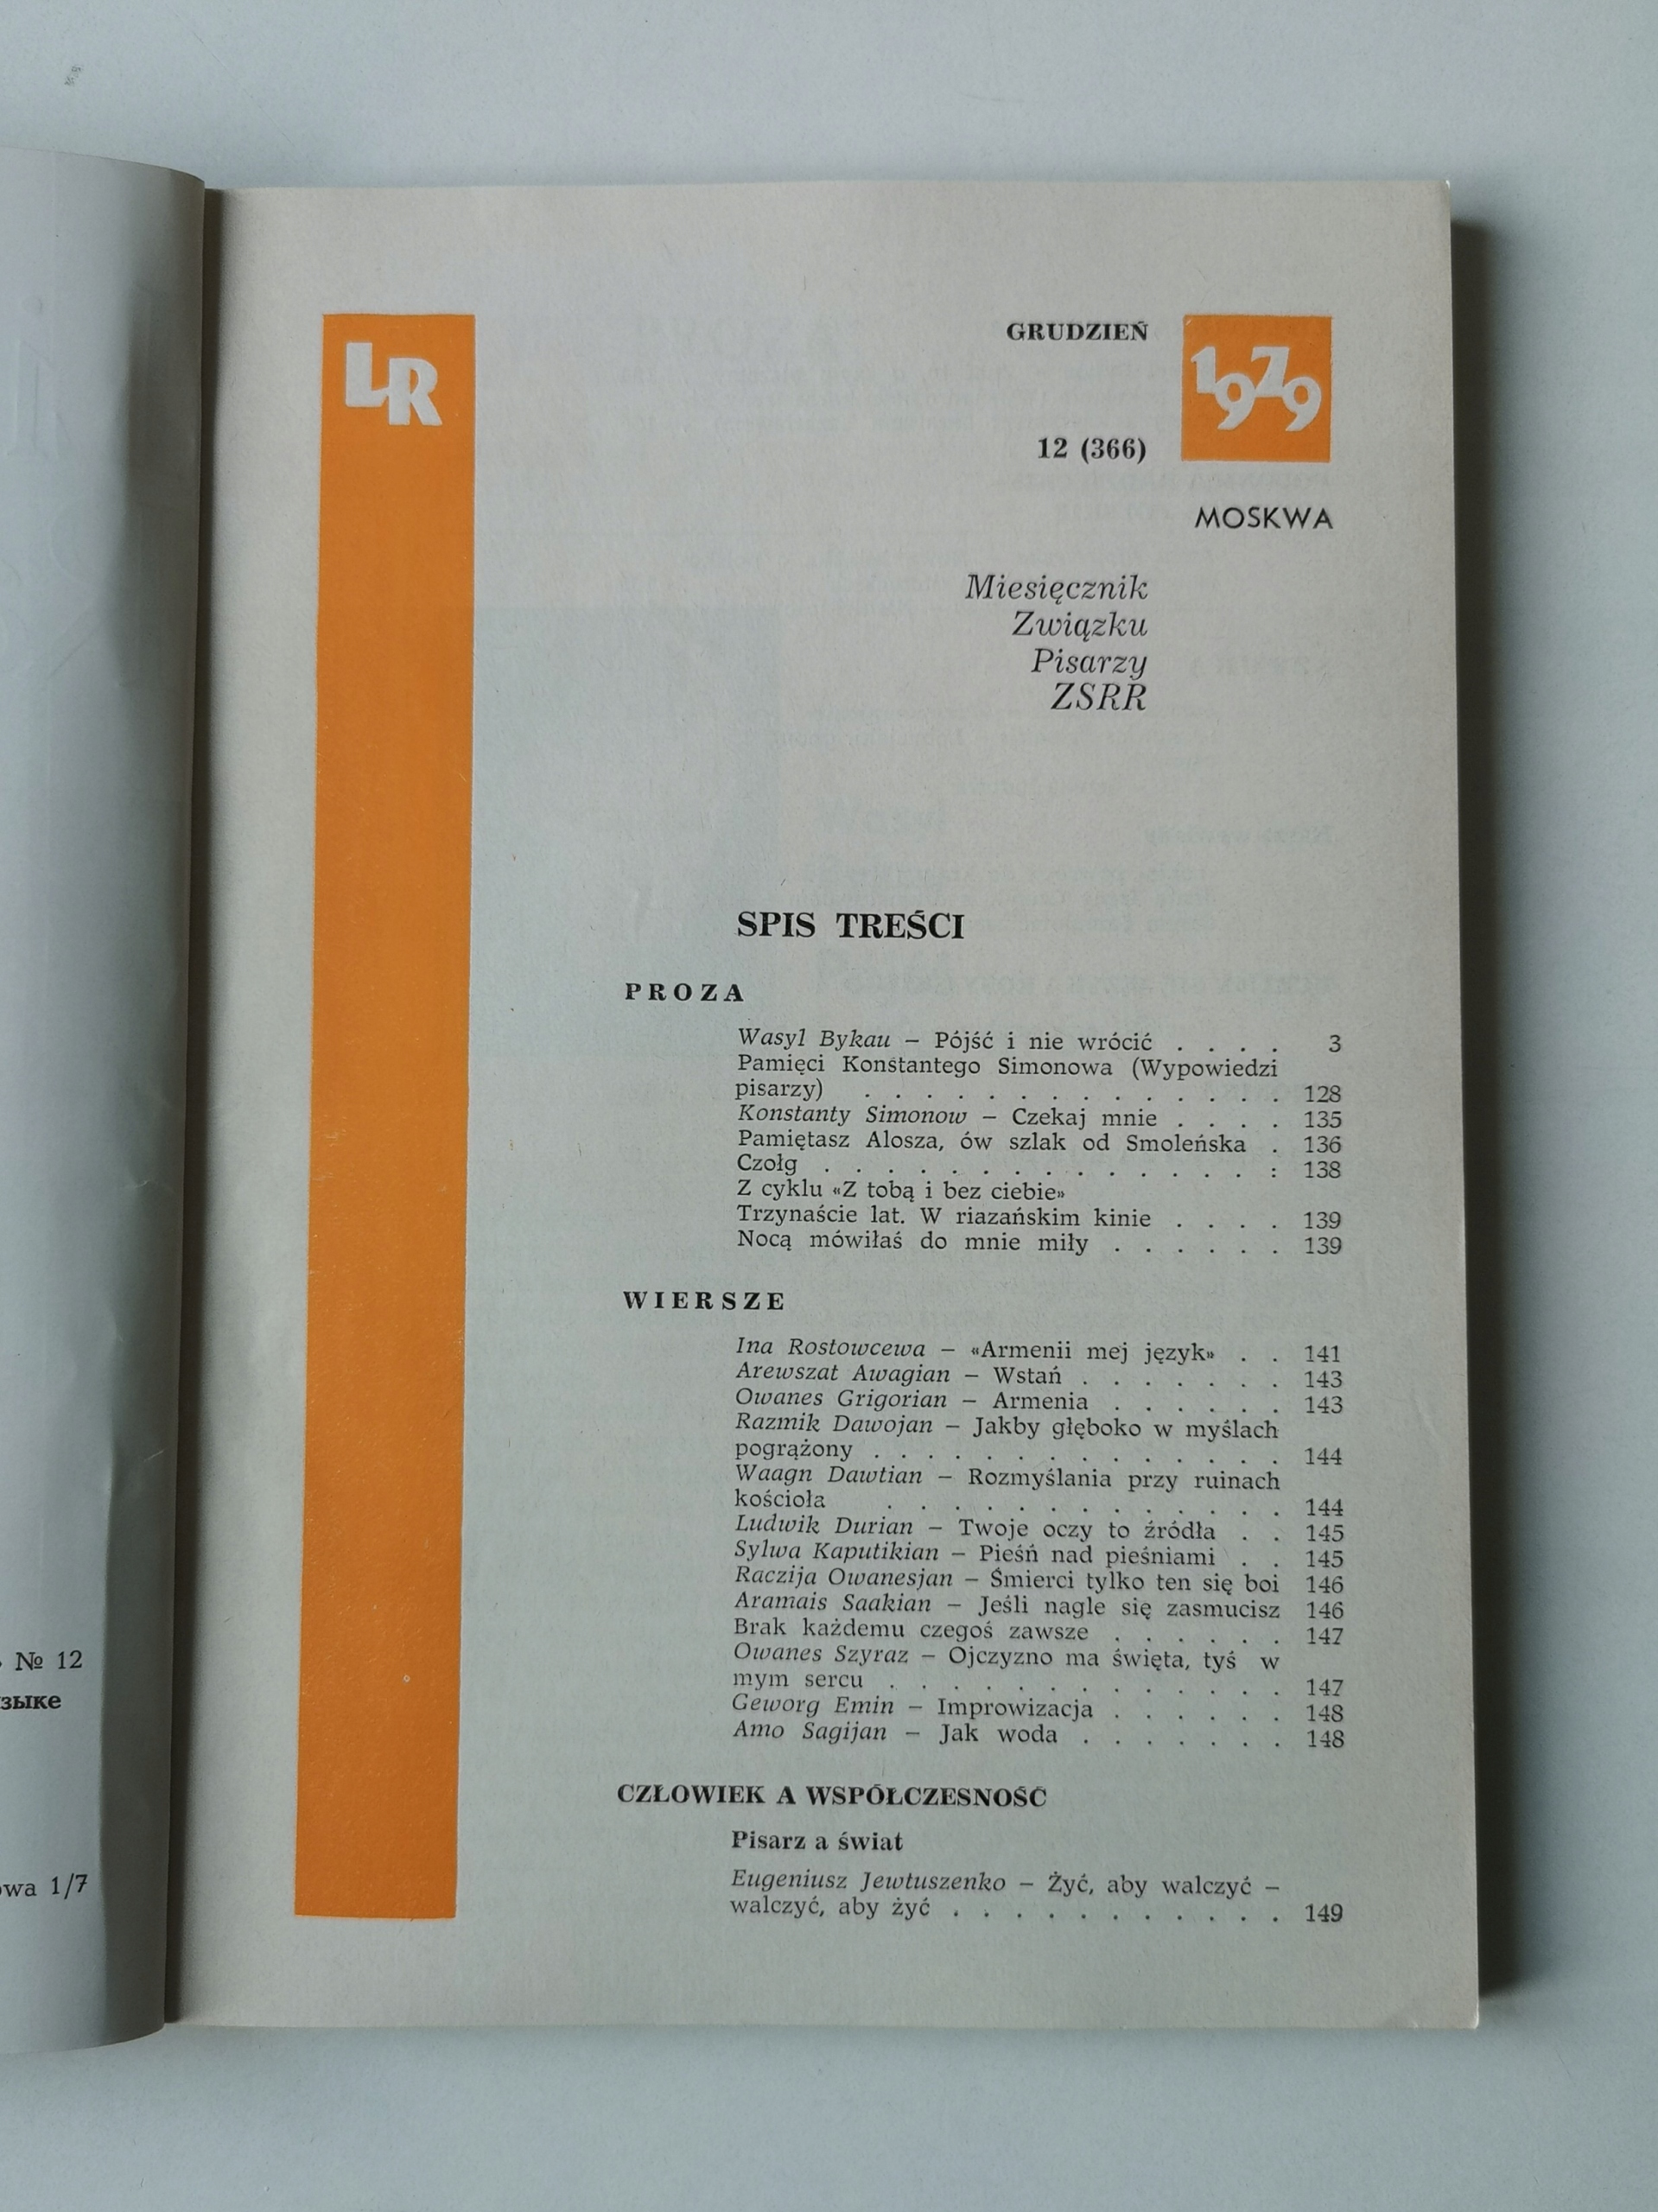 № 12
зыке
wa 1/7
LR
GRUDZIEŃ
1979
12 (366)
MOSKWA
Miesięcznik
Związku
Pisarzy
ZSRR
SPIS TREŚCI
PROZA
Wasyl Bykau – Pójść i nie wrócić . . . . 3
Pamięci Konstantego Simonowa (Wypowiedzi
pisarzy) . . . . . . . . . . . . . . 128
Konstanty Simonow – Czekaj mnie . . . . 135
Pamiętasz Alosza, ów szlak od Smoleńska . 136
Czołg . . . . . . . . . . . . . . : 138
Z cyklu «Z tobą i bez ciebie»
Trzynaście lat. W riazańskim kinie . . . . 139
Nocą mówiłaś do mnie miły . . . . . . 139
WIERSZE
Ina Rostowcewa – «Armenii mej język» . . 141
Arewszat Awagian – Wstań . . . . . . . 143
Owanes Grigorian – Armenia . . . . . . 143
Razmik Dawojan – Jakby głęboko w myślach
pogrążony . . . . . . . . . . . . . . 144
Waagn Dawtian – Rozmyślania przy ruinach
kościoła . . . . . . . . . . . . . 144
Ludwik Durian – Twoje oczy to źródła . . 145
Sylwa Kaputikian – Pieśń nad pieśniami . . 145
Raczija Owanesjan – Śmierci tylko ten się boi 146
Aramais Saakian – Jeśli nagle się zasmucisz 146
Brak każdemu czegoś zawsze . . . . . . 147
Owanes Szyraz – Ojczyzno ma święta, tyś w
mym sercu . . . . . . . . . . . . . 147
Geworg Emin – Improwizacja . . . . . . 148
Amo Sagijan – Jak woda . . . . . . . 148
CZŁOWIEK A WSPÓŁCZESNOŚĆ
Pisarz a świat
Eugeniusz Jewtuszenko – Żyć, aby walczyć –
walczyć, aby żyć . . . . . . . . . . . 149